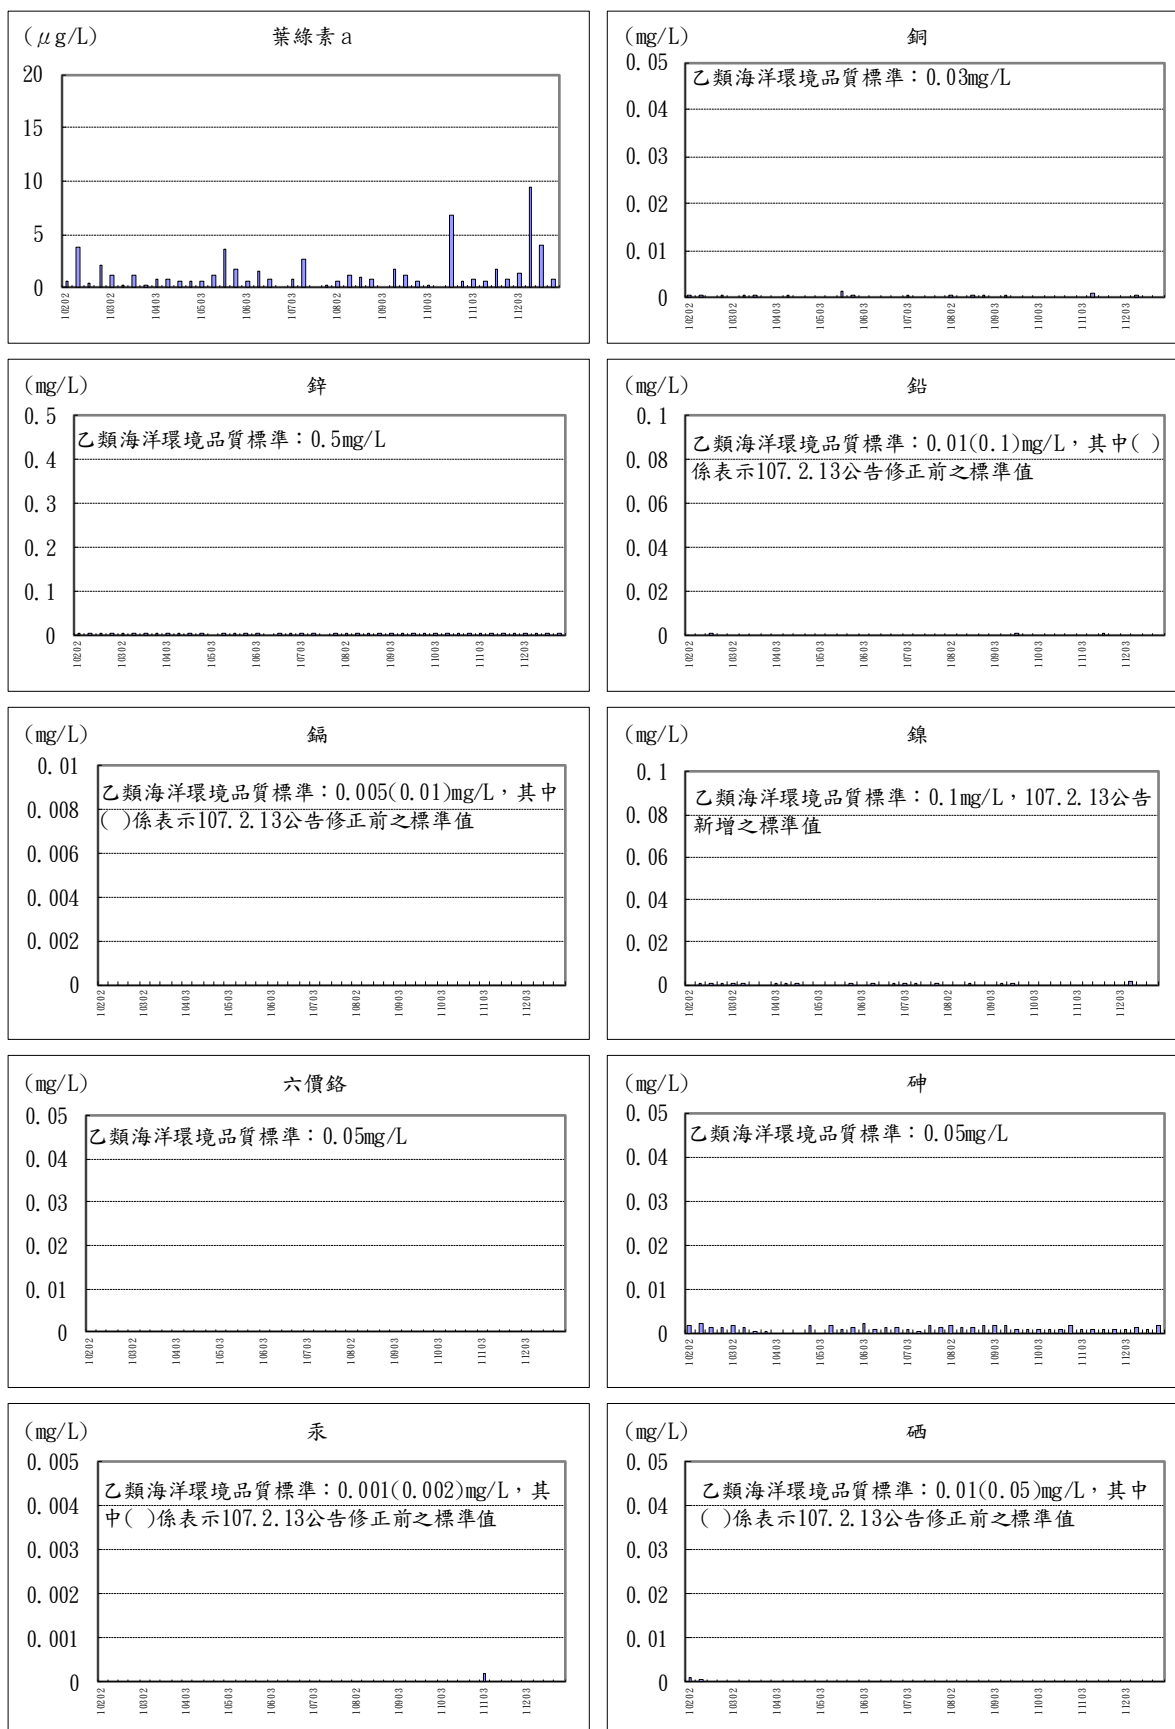 (μg/L) 葉綠素a
20
15
10
5
0
10202 10302 10403 10503 10603 10703 10802 10903 11003 11103 11203
(mg/L) 銅
乙類海洋環境品質標準：0.03mg/L
0.05
0.04
0.03
0.02
0.01
0
10202 10302 10403 10503 10603 10703 10802 10903 11003 11103 11203
(mg/L) 鋅
乙類海洋環境品質標準：0.5mg/L
0.5
0.4
0.3
0.2
0.1
0
10202 10302 10403 10503 10603 10703 10802 10903 11003 11103 11203
(mg/L) 鉛
乙類海洋環境品質標準：0.01(0.1)mg/L，其中( )
係表示107.2.13公告修正前之標準值
0.1
0.08
0.06
0.04
0.02
0
10202 10302 10403 10503 10603 10703 10802 10903 11003 11103 11203
(mg/L) 鎘
乙類海洋環境品質標準：0.005(0.01)mg/L，其中
( )係表示107.2.13公告修正前之標準值
0.01
0.008
0.006
0.004
0.002
0
10202 10302 10403 10503 10603 10703 10802 10903 11003 11103 11203
(mg/L) 鎳
乙類海洋環境品質標準：0.1mg/L，107.2.13公告
新增之標準值
0.1
0.08
0.06
0.04
0.02
0
10202 10302 10403 10503 10603 10703 10802 10903 11003 11103 11203
(mg/L) 六價鉻
乙類海洋環境品質標準：0.05mg/L
0.05
0.04
0.03
0.02
0.01
0
10202 10302 10403 10503 10603 10703 10802 10903 11003 11103 11203
(mg/L) 砷
乙類海洋環境品質標準：0.05mg/L
0.05
0.04
0.03
0.02
0.01
0
10202 10302 10403 10503 10603 10703 10802 10903 11003 11103 11203
(mg/L) 汞
乙類海洋環境品質標準：0.001(0.002)mg/L，其
中( )係表示107.2.13公告修正前之標準值
0.005
0.004
0.003
0.002
0.001
0
10202 10302 10403 10503 10603 10703 10802 10903 11003 11103 11203
(mg/L) 硒
乙類海洋環境品質標準：0.01(0.05)mg/L，其中
( )係表示107.2.13公告修正前之標準值
0.05
0.04
0.03
0.02
0.01
0
10202 10302 10403 10503 10603 10703 10802 10903 11003 11103 11203